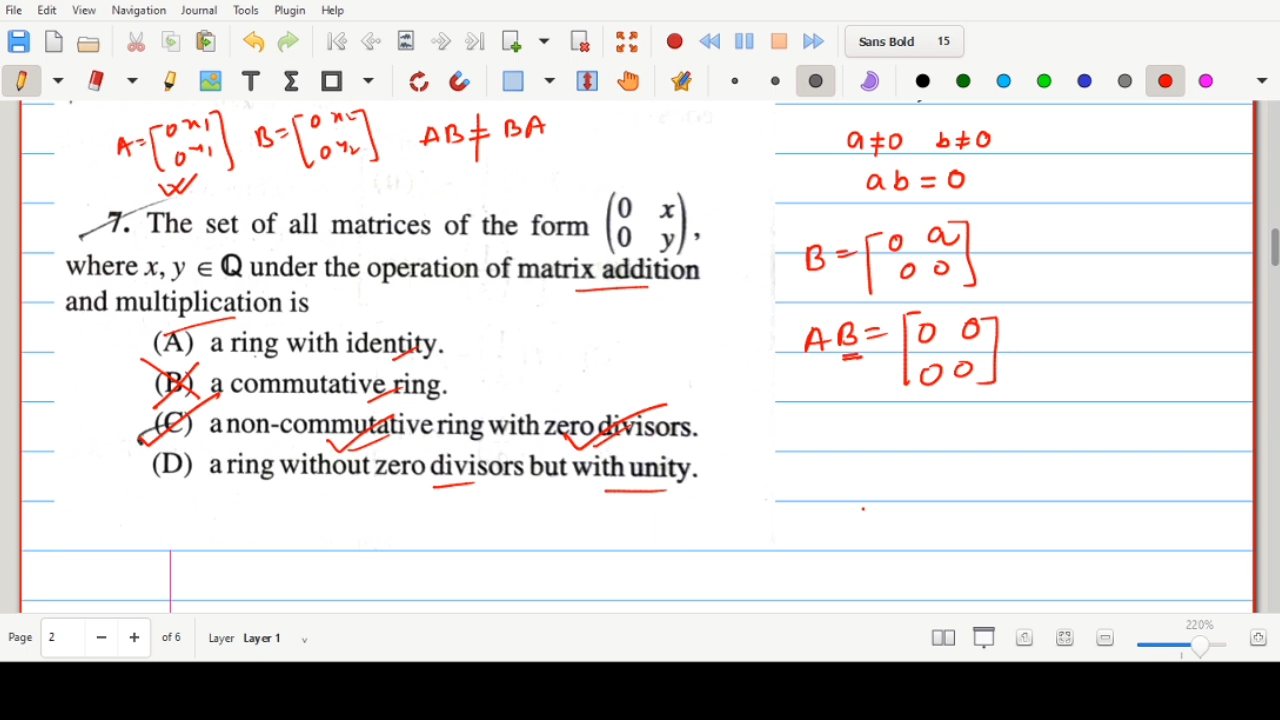 File Edit View Navigation Journal Tools Plugin Help
Sans Bold 15
A = [0 x1
0 y1] B = [0 x2
0 y2] AB ≠ BA
7. The set of all matrices of the form (0 x
0 y),
where x, y ∈ ℚ under the operation of matrix addition
and multiplication is
(A) a ring with identity.
(B) a commutative ring.
(C) a non-commutative ring with zero divisors.
(D) a ring without zero divisors but with unity.
a ≠ 0 b ≠ 0
ab = 0
B = [0 a
0 0]
AB = [0 0
0 0]
Page 2 of 6 Layer Layer 1 220%